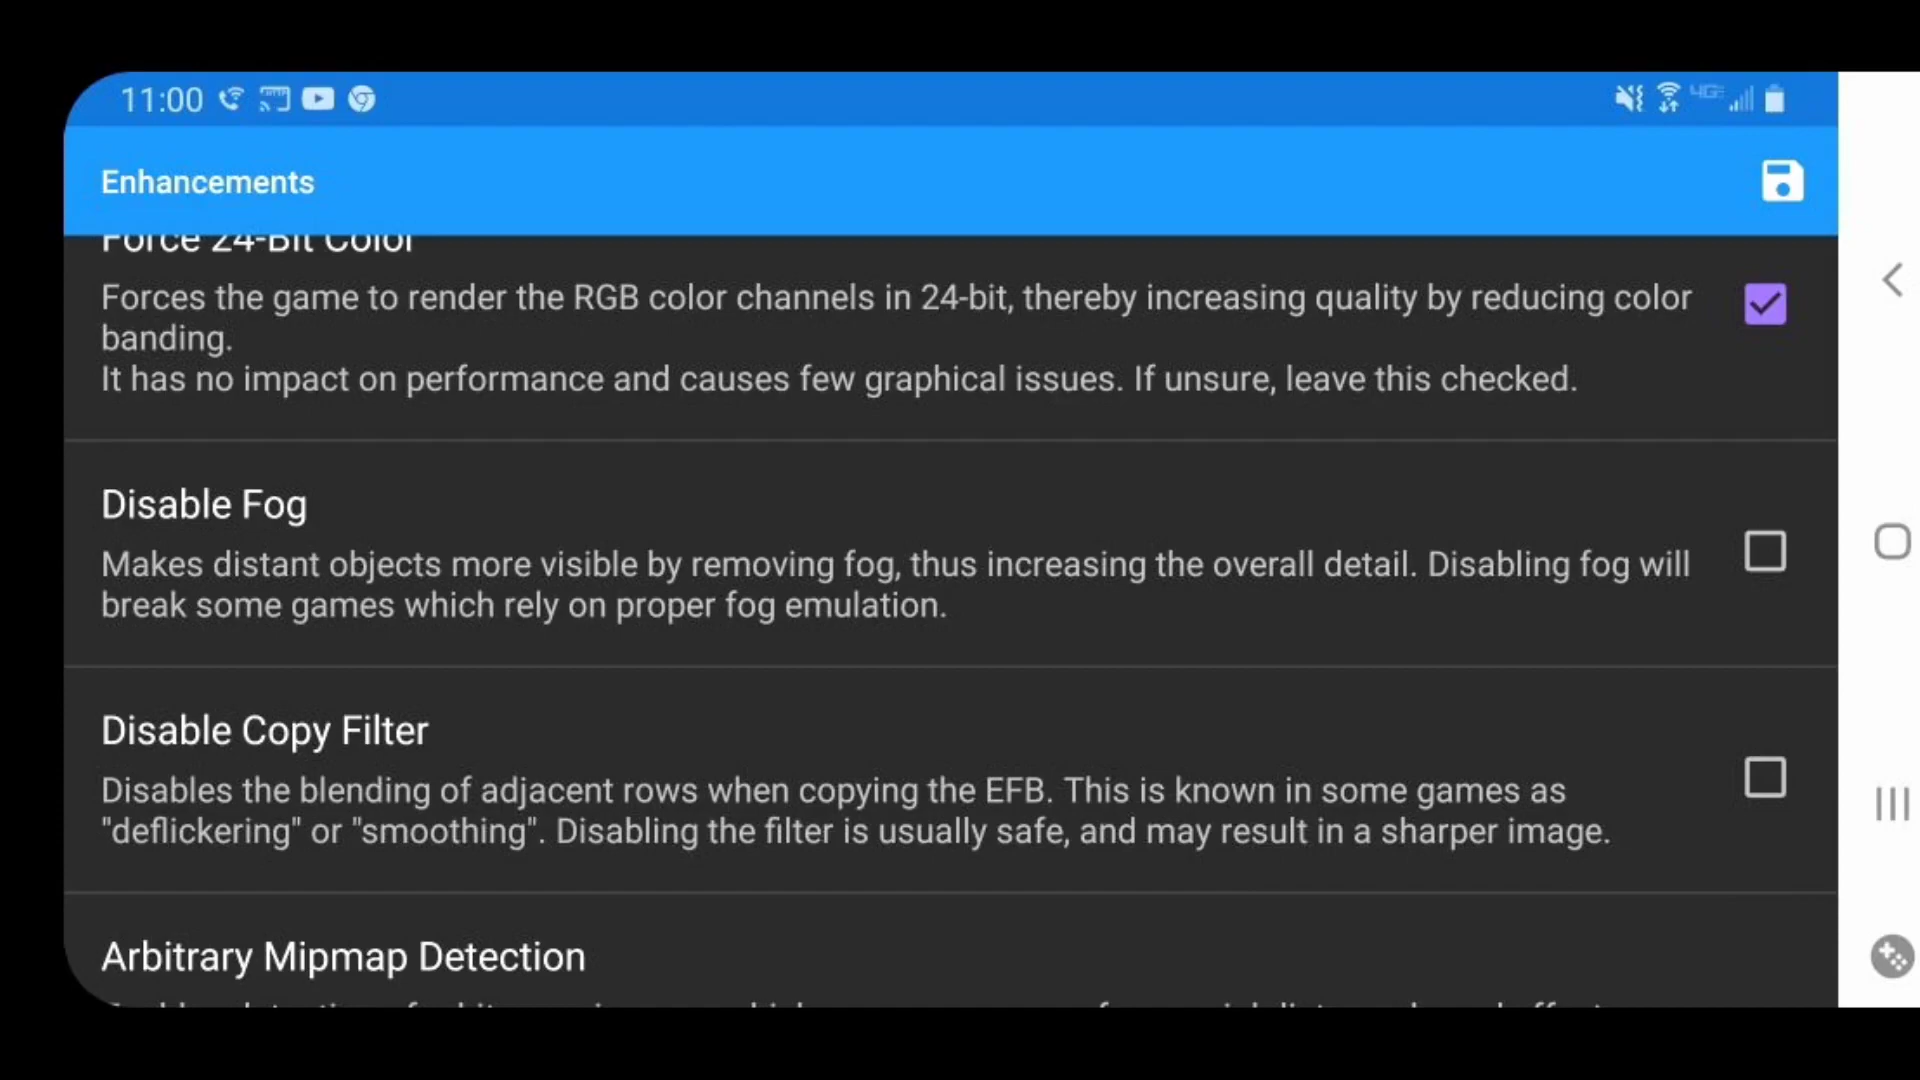 11:00
4GE
Enhancements
Force 24-Bit Color
Forces the game to render the RGB color channels in 24-bit, thereby increasing quality by reducing color
banding.
It has no impact on performance and causes few graphical issues. If unsure, leave this checked.
Disable Fog
Makes distant objects more visible by removing fog, thus increasing the overall detail. Disabling fog will
break some games which rely on proper fog emulation.
Disable Copy Filter
Disables the blending of adjacent rows when copying the EFB. This is known in some games as
"deflickering" or "smoothing". Disabling the filter is usually safe, and may result in a sharper image.
Arbitrary Mipmap Detection